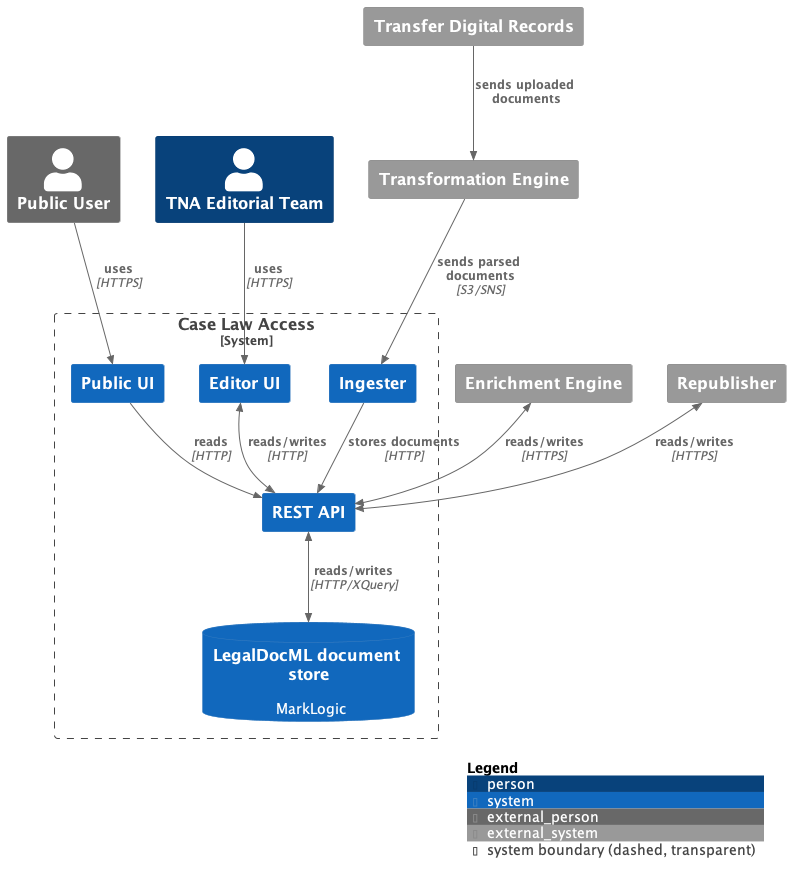 Transfer Digital Records
sends uploaded
documents
Public User
TNA Editorial Team
Transformation Engine
uses
[HTTPS]
uses
[HTTPS]
sends parsed
documents
[S3/SNS]
Case Law Access
[System]
Public UI
Editor UI
Ingester
Enrichment Engine
Republisher
reads
[HTTP]
reads/writes
[HTTP]
stores documents
[HTTP]
reads/writes
[HTTPS]
reads/writes
[HTTPS]
REST API
reads/writes
[HTTP/XQuery]
LegalDocML document
store
MarkLogic
Legend
person
system
external_person
external_system
system boundary (dashed, transparent)